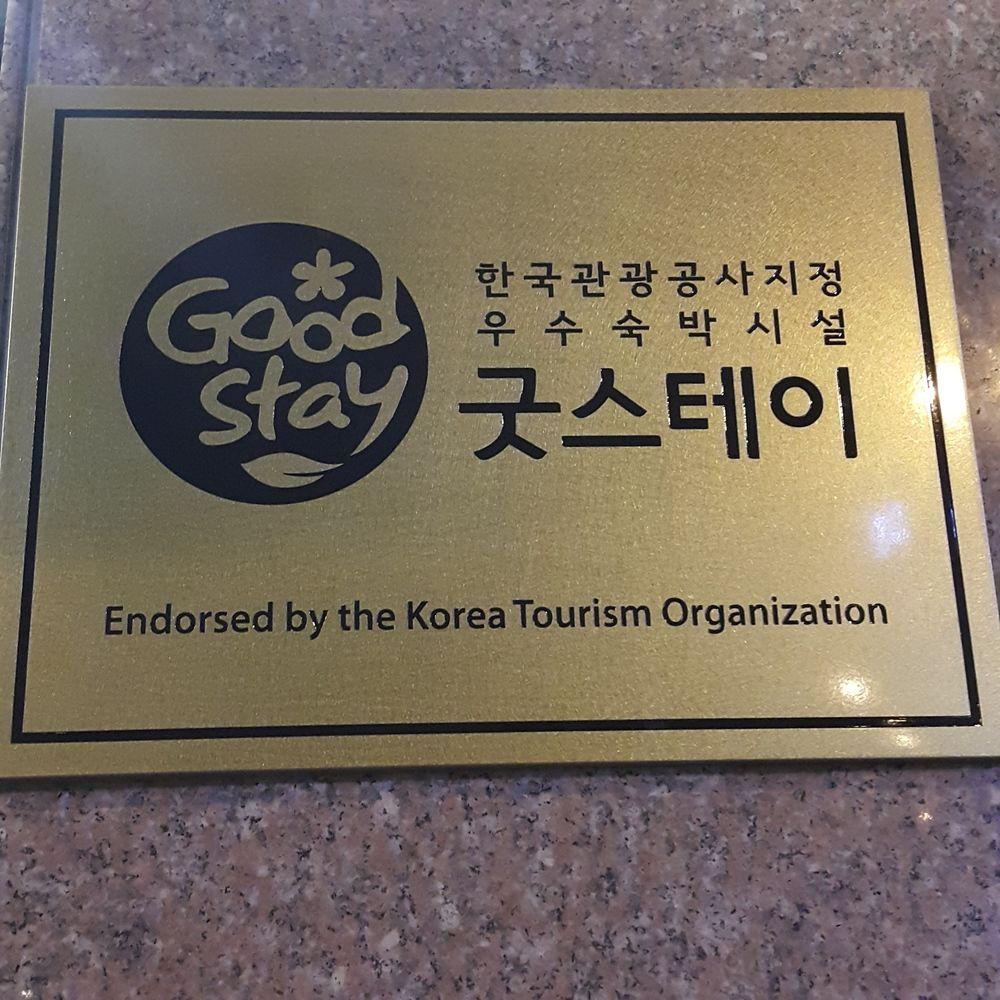 Good
stay
한국관광공사지정
우수숙박시설
굿스테이
Endorsed by the Korea Tourism Organization